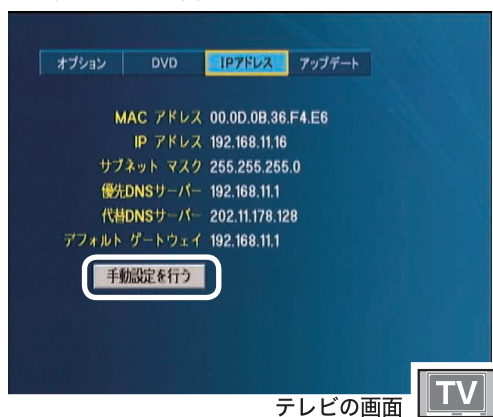 オプション DVD IPアドレス アップデート
MAC アドレス 00.0D.0B.36.F4.E6
IP アドレス 192.168.11.16
サブネット マスク 255.255.255.0
優先DNSサーバー 192.168.11.1
代替DNSサーバー 202.11.178.128
デフォルト ゲートウェイ 192.168.11.1
手動設定を行う
テレビの画面 TV